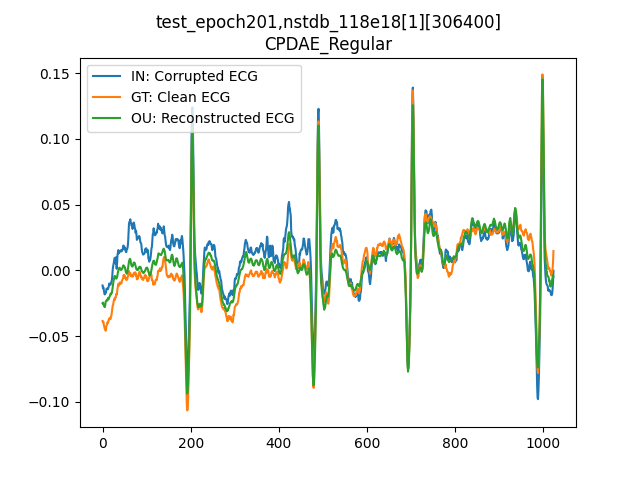 test_epoch201,nstdb_118e18[1][306400]
CPDAE_Regular
IN: Corrupted ECG
GT: Clean ECG
OU: Reconstructed ECG
0.15
0.10
0.05
0.00
−0.05
−0.10
0 200 400 600 800 1000